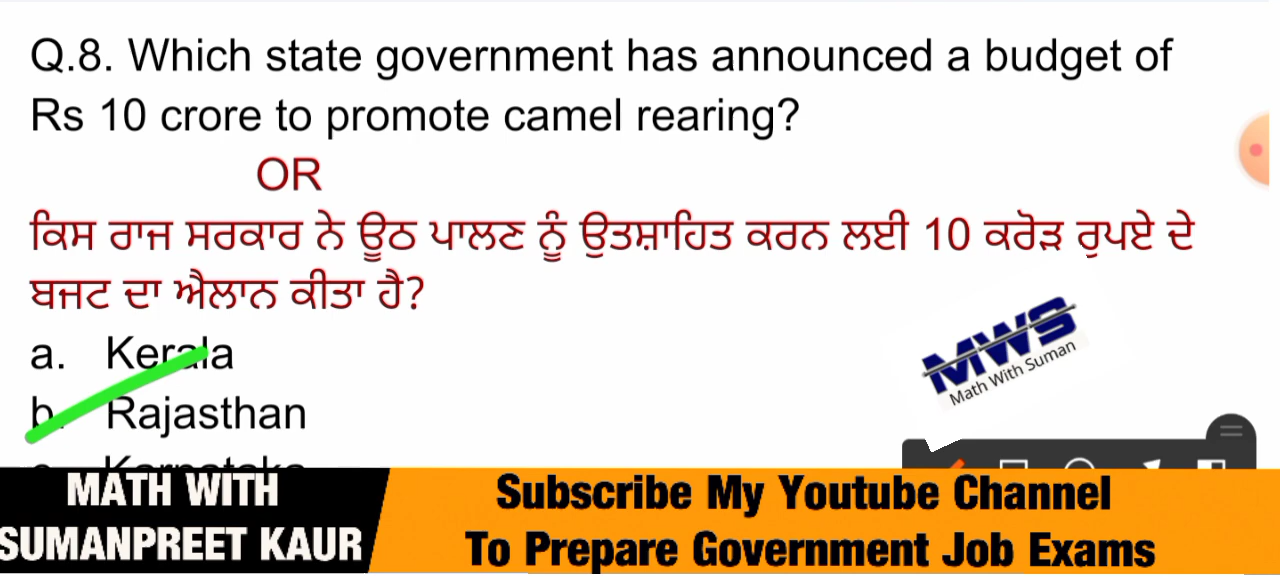 Q.8. Which state government has announced a budget of
Rs 10 crore to promote camel rearing?
OR
ਕਿਸ ਰਾਜ ਸਰਕਾਰ ਨੇ ਊਠ ਪਾਲਣ ਨੂੰ ਉਤਸ਼ਾਹਿਤ ਕਰਨ ਲਈ 10 ਕਰੋੜ ਰੁਪਏ ਦੇ
ਬਜਟ ਦਾ ਐਲਾਨ ਕੀਤਾ ਹੈ?
a. Kerala
b. Rajasthan
MWS
Math With Suman
MATH WITH
SUMANPREET KAUR
Subscribe My Youtube Channel
To Prepare Government Job Exams